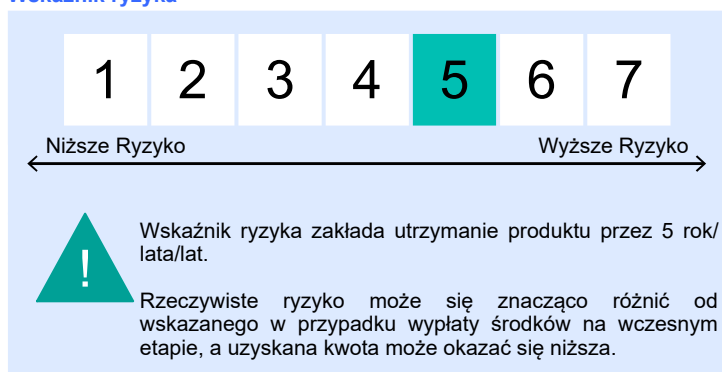 1 2 3 4 5 6 7
Niższe Ryzyko Wyższe Ryzyko
!
Wskaźnik ryzyka zakłada utrzymanie produktu przez 5 rok/
lata/lat.
Rzeczywiste ryzyko może się znacząco różnić od
wskazanego w przypadku wypłaty środków na wczesnym
etapie, a uzyskana kwota może okazać się niższa.